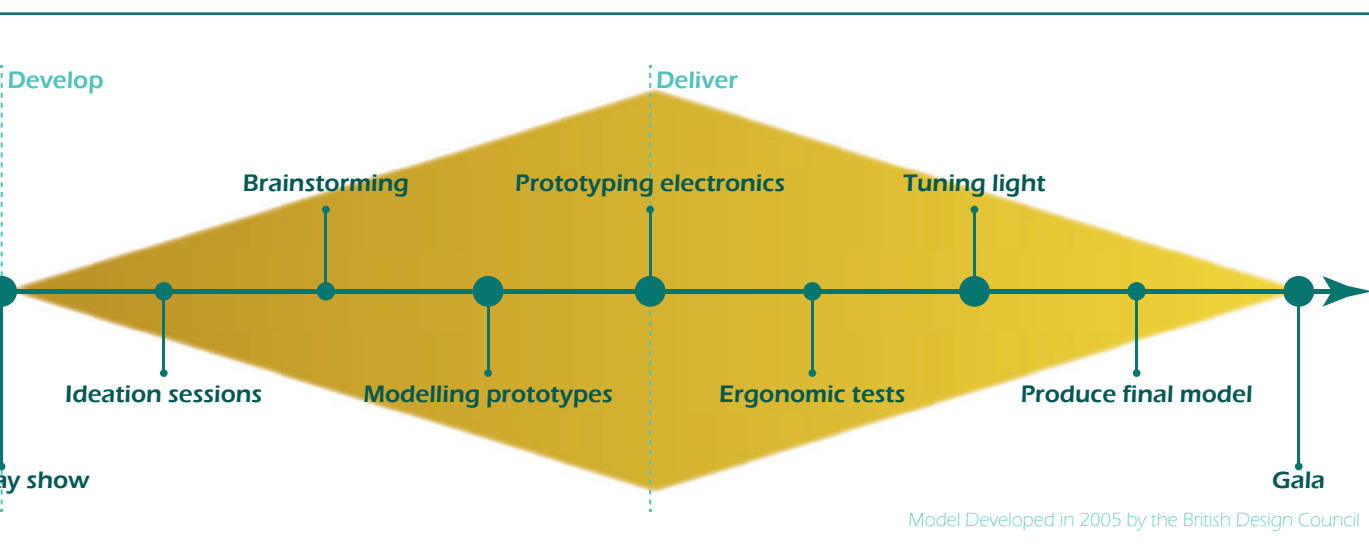 Develop
Deliver
Brainstorming
Prototyping electronics
Tuning light
Ideation sessions
Modelling prototypes
Ergonomic tests
Produce final model
show
Gala
Model Developed in 2005 by the British Design Council